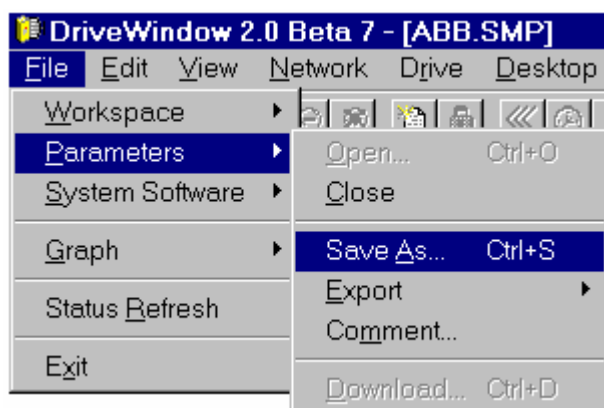 DriveWindow 2.0 Beta 7 - [ABB.SMP]
File Edit View Network Drive Desktop
Workspace
Parameters
System Software
Graph
Status Refresh
Exit
Open... Ctrl+O
Close
Save As... Ctrl+S
Export
Comment...
Download... Ctrl+D